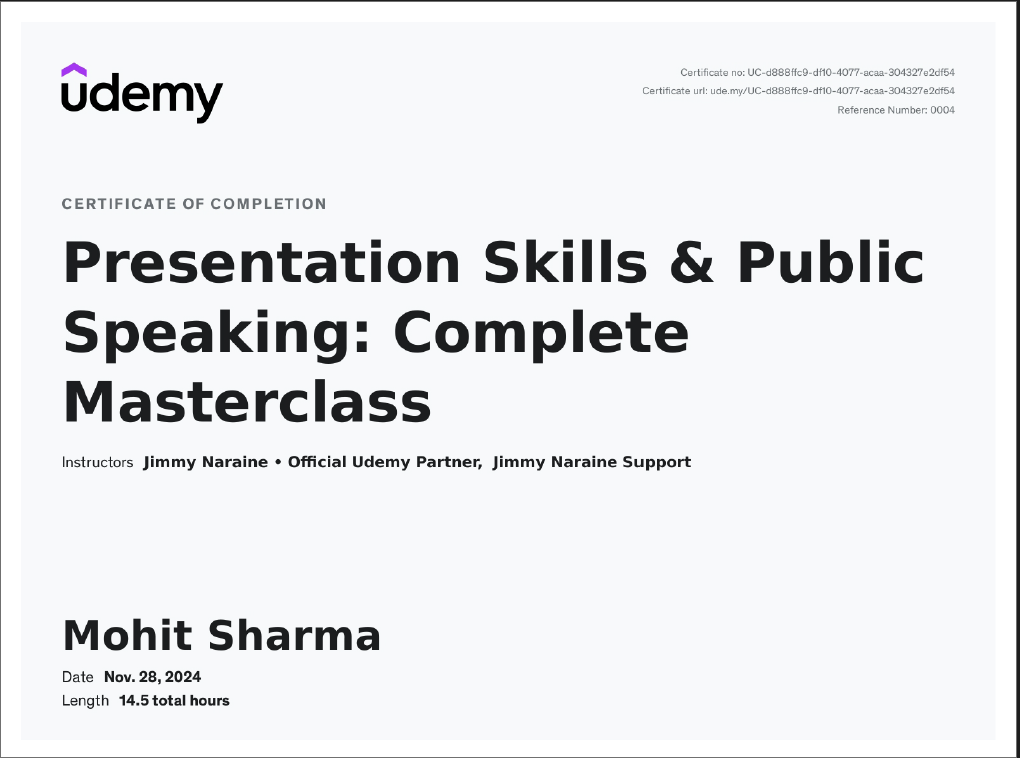 udemy
Certificate no: UC-d888ffc9-df10-4077-acaa-304327e2df54
Certificate url: ude.my/UC-d888ffc9-df10-4077-acaa-304327e2df54
Reference Number: 0004
CERTIFICATE OF COMPLETION
Presentation Skills & Public
Speaking: Complete
Masterclass
Instructors Jimmy Naraine • Official Udemy Partner, Jimmy Naraine Support
Mohit Sharma
Date Nov. 28, 2024
Length 14.5 total hours